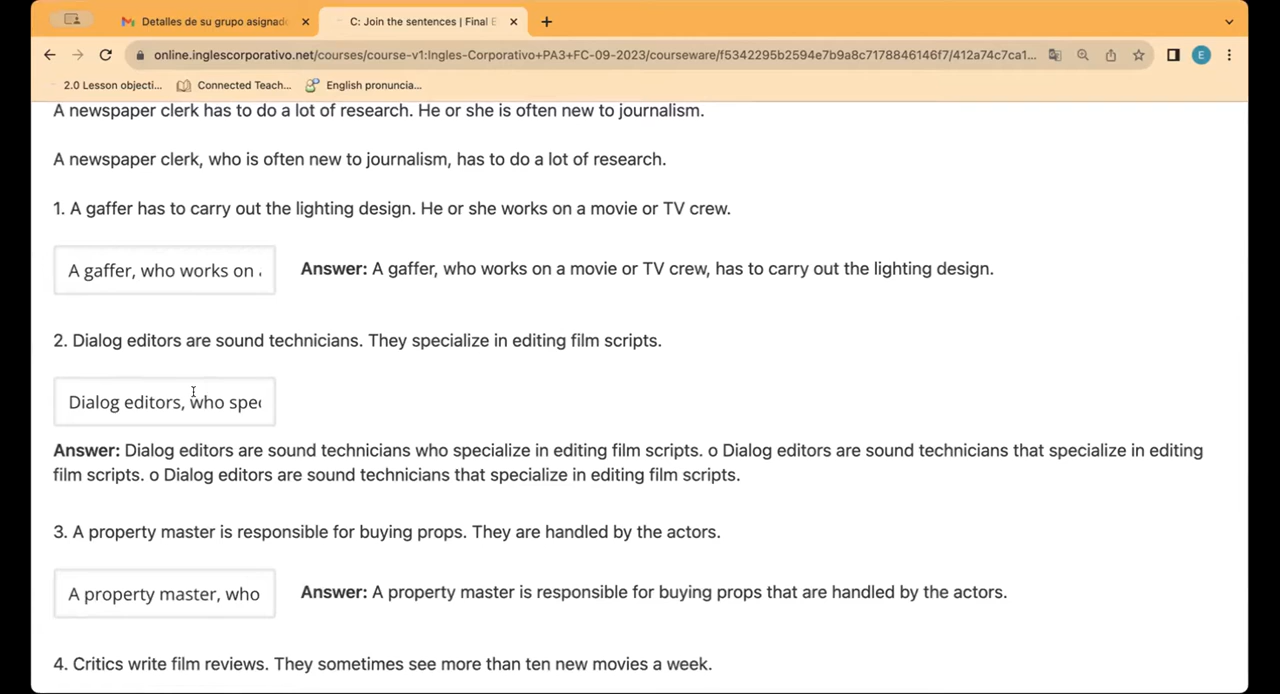 Detalles de su grupo asignado
C: Join the sentences | Final E
online.inglescorporativo.net/courses/course-v1:Ingles-Corporativo+PA3+FC-09-2023/courseware/f5342295b2594e7b9a8c7178846146f7/412a74c7ca1...
E
2.0 Lesson objecti...
Connected Teach...
English pronuncia...
A newspaper clerk has to do a lot of research. He or she is often new to journalism.
A newspaper clerk, who is often new to journalism, has to do a lot of research.
1. A gaffer has to carry out the lighting design. He or she works on a movie or TV crew.
A gaffer, who works on
Answer: A gaffer, who works on a movie or TV crew, has to carry out the lighting design.
2. Dialog editors are sound technicians. They specialize in editing film scripts.
Dialog editors, who spec
Answer: Dialog editors are sound technicians who specialize in editing film scripts. o Dialog editors are sound technicians that specialize in editing
film scripts. o Dialog editors are sound technicians that specialize in editing film scripts.
3. A property master is responsible for buying props. They are handled by the actors.
A property master, who
Answer: A property master is responsible for buying props that are handled by the actors.
4. Critics write film reviews. They sometimes see more than ten new movies a week.